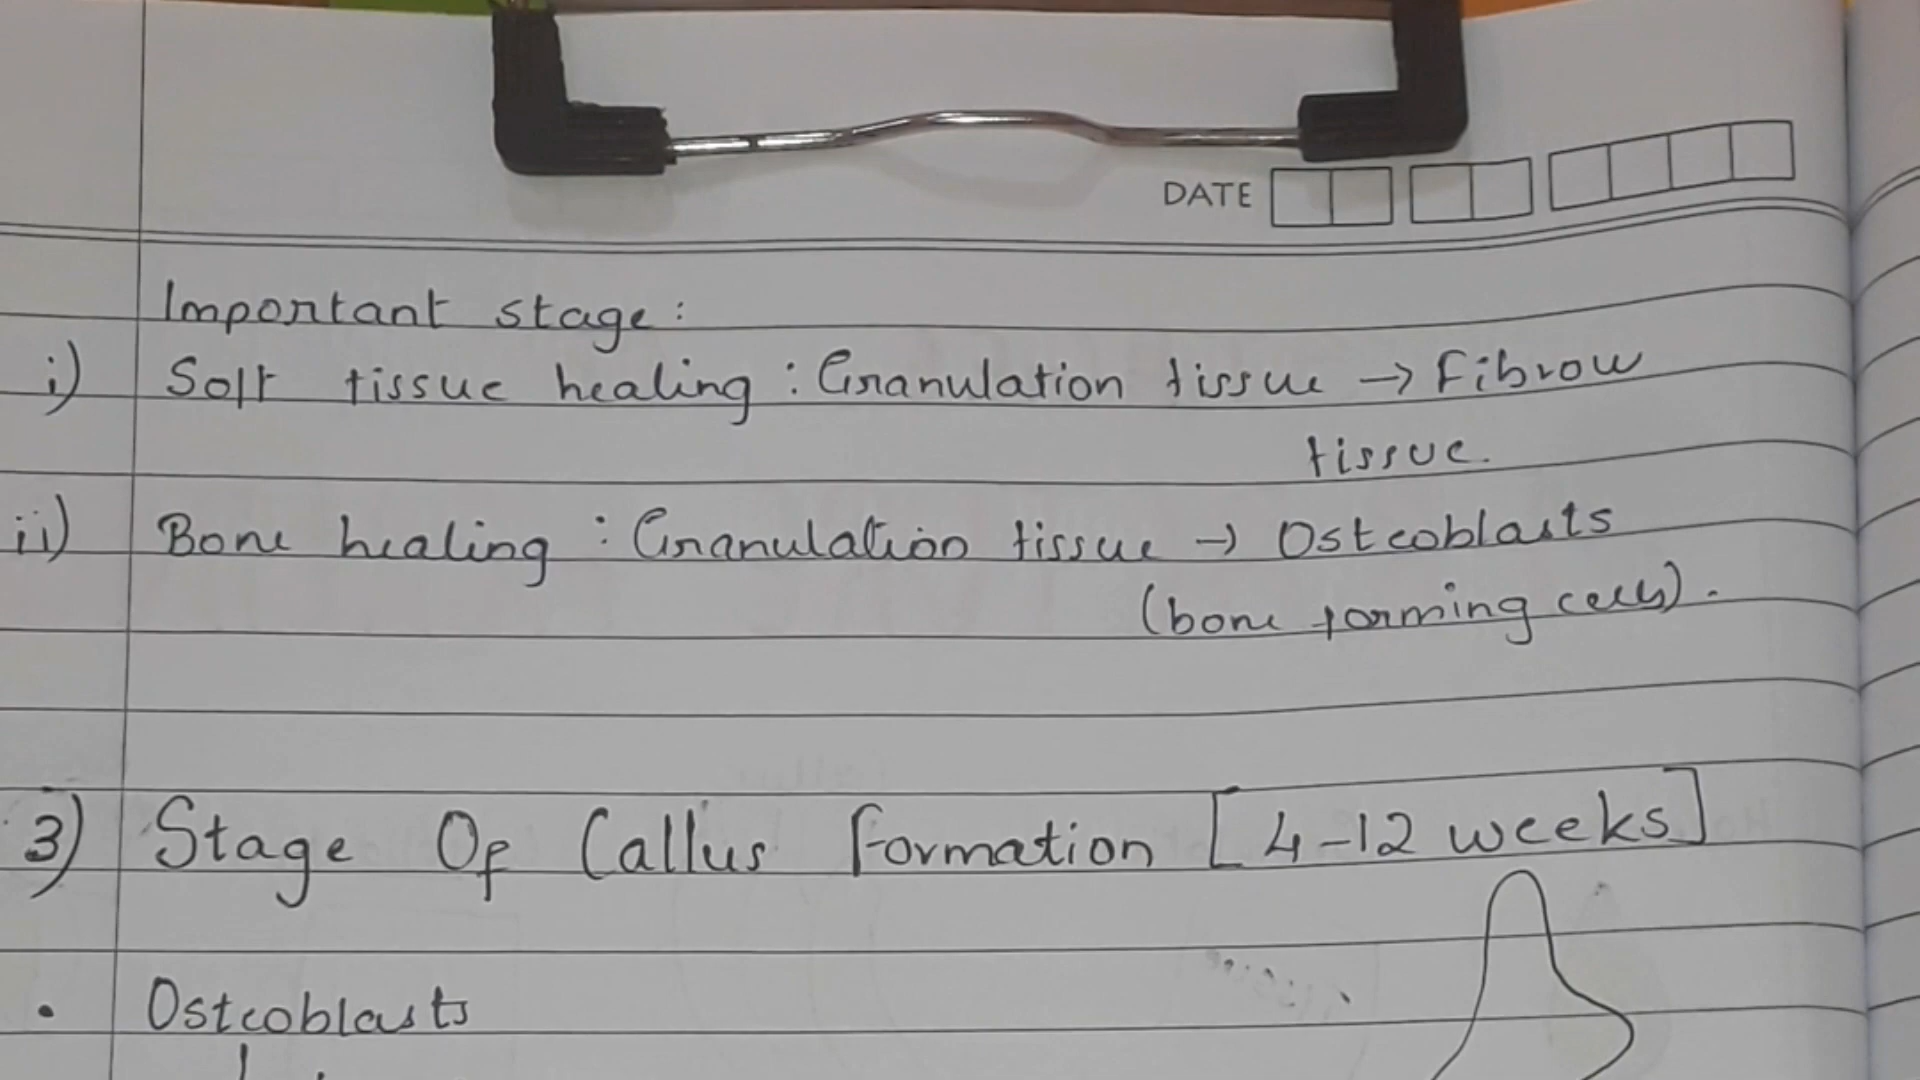 DATE
Important stage:
i) Soft tissue healing : Granulation tissue → Fibrous
tissue.
ii) Bone healing : Granulation tissue → Osteoblasts
(bone forming cells).
3) Stage Of Callus Formation [4-12 weeks]
• Osteoblasts